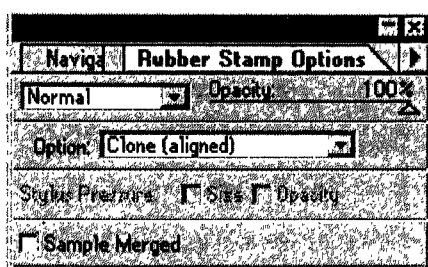 Naviga Rubber Stamp Options
Normal Opacity: 100%
Option: Clone (aligned)
Stylus Pressure: Size Opacity
Sample Merged